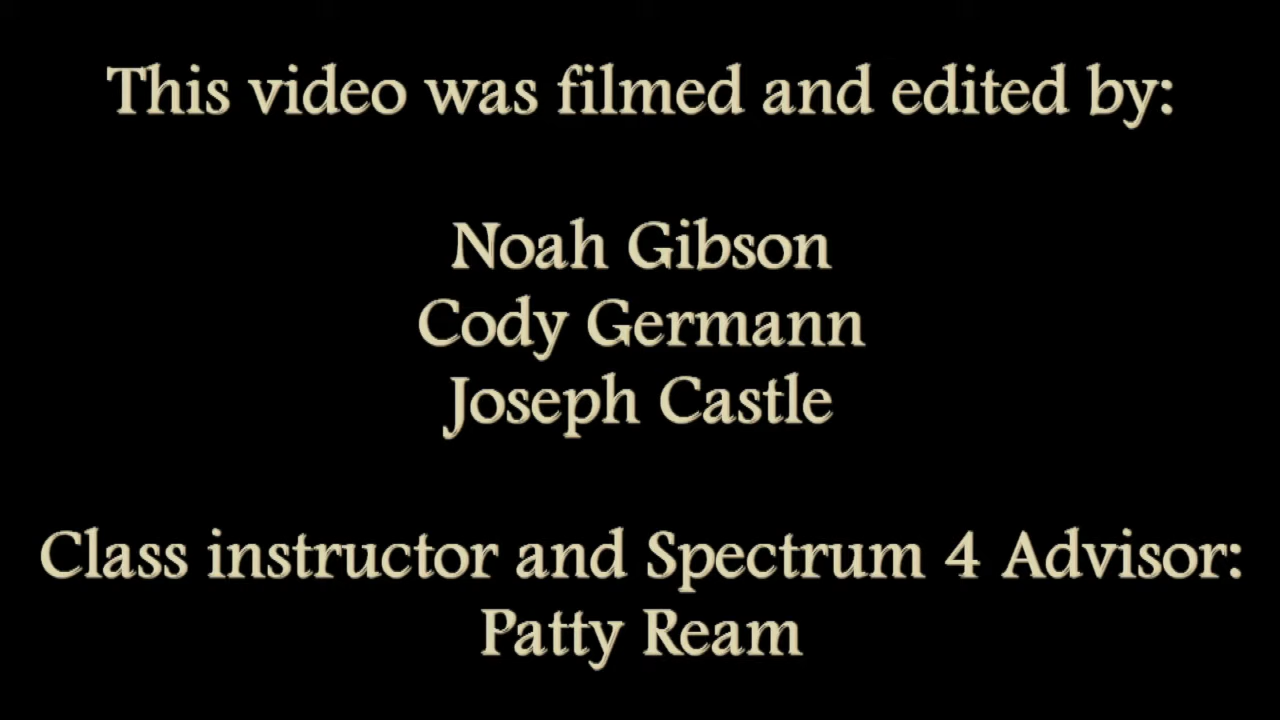 This video was filmed and edited by:
Noah Gibson
Cody Germann
Joseph Castle
Class instructor and Spectrum 4 Advisor:
Patty Ream